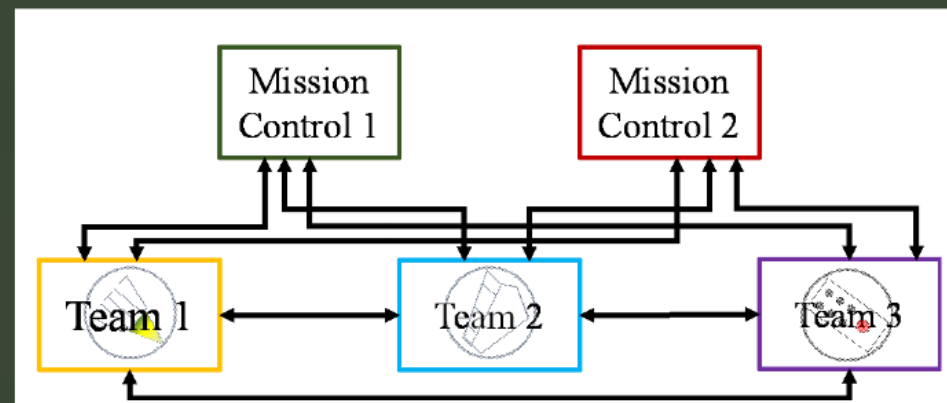 Mission
Control 1
Mission
Control 2
Team 1
Team 2
Team 3